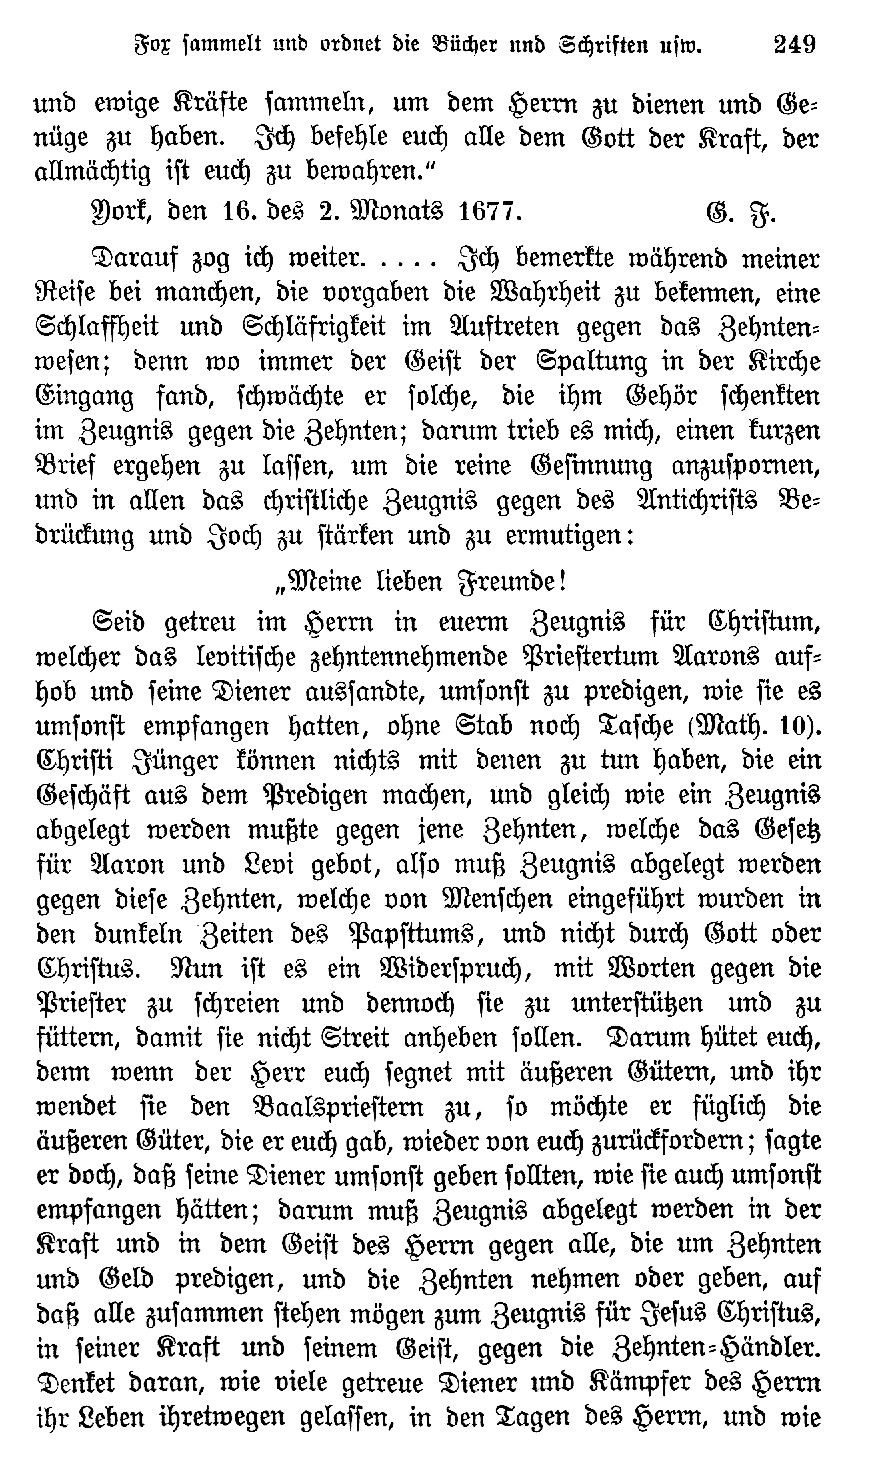 Fox sammelt und ordnet die Bücher und Schriften usw. 249
und ewige Kräfte sammeln, um dem Herrn zu dienen und Ge-
nüge zu haben. Ich befehle euch alle dem Gott der Kraft, der
allmächtig ist euch zu bewahren."
York, den 16. des 2. Monats 1677. G. F.
Darauf zog ich weiter. .... Ich bemerkte während meiner
Reise bei manchen, die vorgaben die Wahrheit zu bekennen, eine
Schlaffheit und Schläfrigkeit im Auftreten gegen das Zehnten-
wesen; denn wo immer der Geist der Spaltung in der Kirche
Eingang fand, schwächte er solche, die ihm Gehör schenkten
im Zeugnis gegen die Zehnten; darum trieb es mich, einen kurzen
Brief ergehen zu lassen, um die reine Gesinnung anzuspornen,
und in allen das christliche Zeugnis gegen des Antichrists Be-
drückung und Joch zu stärken und zu ermutigen:
„Meine lieben Freunde!
Seid getreu im Herrn in euerm Zeugnis für Christum,
welcher das levitische zehntennehmende Priestertum Aarons auf-
hob und seine Diener aussandte, umsonst zu predigen, wie sie es
umsonst empfangen hatten, ohne Stab noch Tasche (Math. 10).
Christi Jünger können nichts mit denen zu tun haben, die ein
Geschäft aus dem Predigen machen, und gleich wie ein Zeugnis
abgelegt werden mußte gegen jene Zehnten, welche das Gesetz
für Aaron und Levi gebot, also muß Zeugnis abgelegt werden
gegen diese Zehnten, welche von Menschen eingeführt wurden in
den dunkeln Zeiten des Papsttums, und nicht durch Gott oder
Christus. Nun ist es ein Widerspruch, mit Worten gegen die
Priester zu schreien und dennoch sie zu unterstützen und zu
füttern, damit sie nicht Streit anheben sollen. Darum hütet euch,
denn wenn der Herr euch segnet mit äußeren Gütern, und ihr
wendet sie den Baalspriestern zu, so möchte er füglich die
äußeren Güter, die er euch gab, wieder von euch zurückfordern; sagte
er doch, daß seine Diener umsonst geben sollten, wie sie auch umsonst
empfangen hätten; darum muß Zeugnis abgelegt werden in der
Kraft und in dem Geist des Herrn gegen alle, die um Zehnten
und Geld predigen, und die Zehnten nehmen oder geben, auf
daß alle zusammen stehen mögen zum Zeugnis für Jesus Christus,
in seiner Kraft und seinem Geist, gegen die Zehnten-Händler.
Denket daran, wie viele getreue Diener und Kämpfer des Herrn
ihr Leben ihretwegen gelassen, in den Tagen des Herrn, und wie